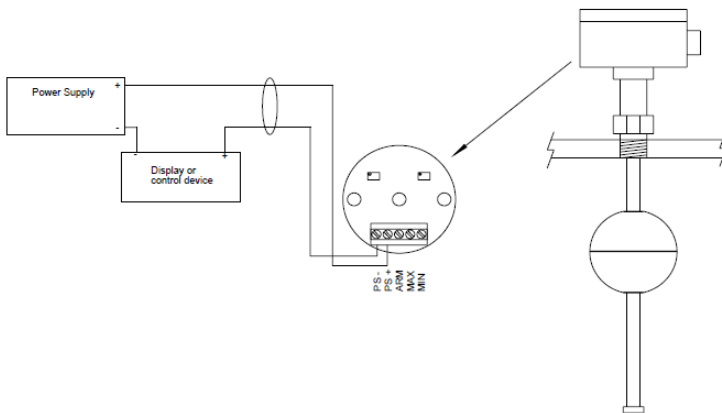 Power Supply
+
-
-
+
Display or
control device
PS -
PS +
ARM
MAX
MIN